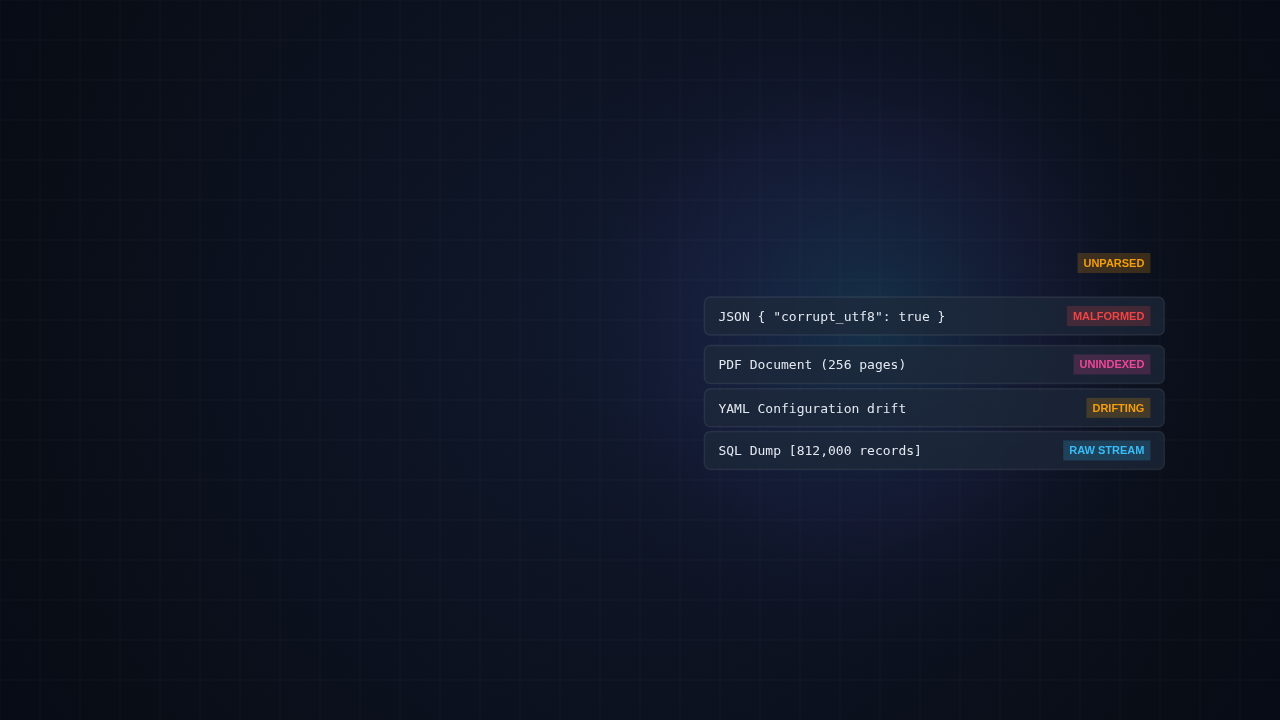 UNPARSED
JSON { "corrupt_utf8": true } MALFORMED
PDF Document (256 pages) UNINDEXED
YAML Configuration drift DRIFTING
SQL Dump [812,000 records] RAW STREAM